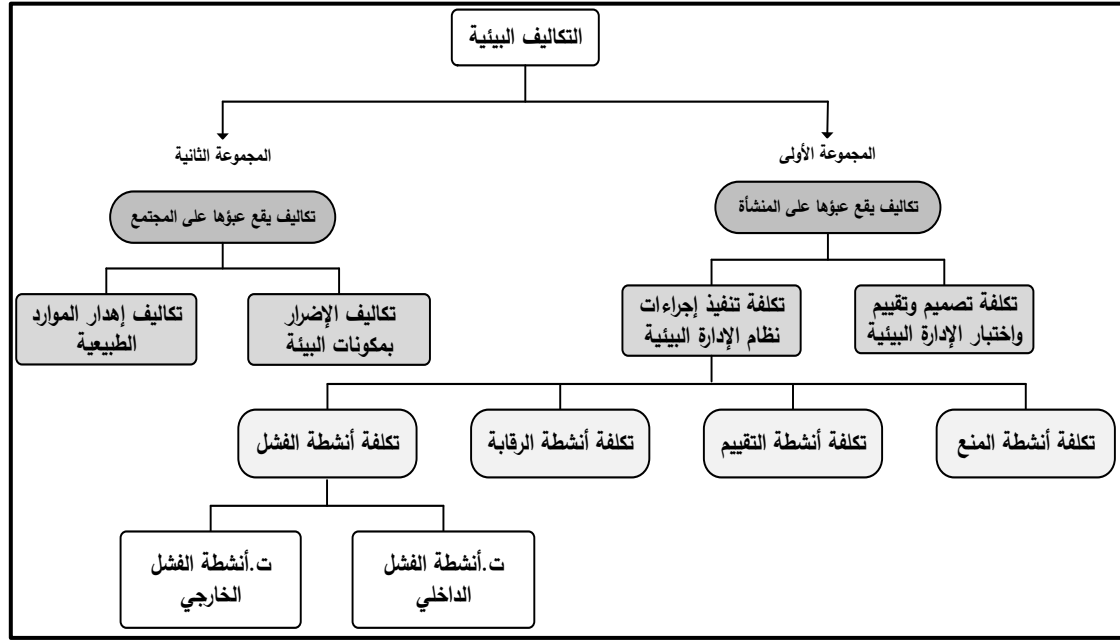 التكاليف البيئية
المجموعة الأولى
المجموعة الثانية
تكاليف يقع عبؤها على المنشأة
تكاليف يقع عبؤها على المجتمع
تكلفة تصميم وتقييم
واختبار الإدارة البيئية
تكلفة تنفيذ إجراءات
نظام الإدارة البيئية
تكاليف الإضرار
بمكونات البيئة
تكاليف إهدار الموارد
الطبيعية
تكلفة أنشطة المنع
تكلفة أنشطة التقييم
تكلفة أنشطة الرقابة
تكلفة أنشطة الفشل
ت.أنشطة الفشل
الداخلي
ت.أنشطة الفشل
الخارجي